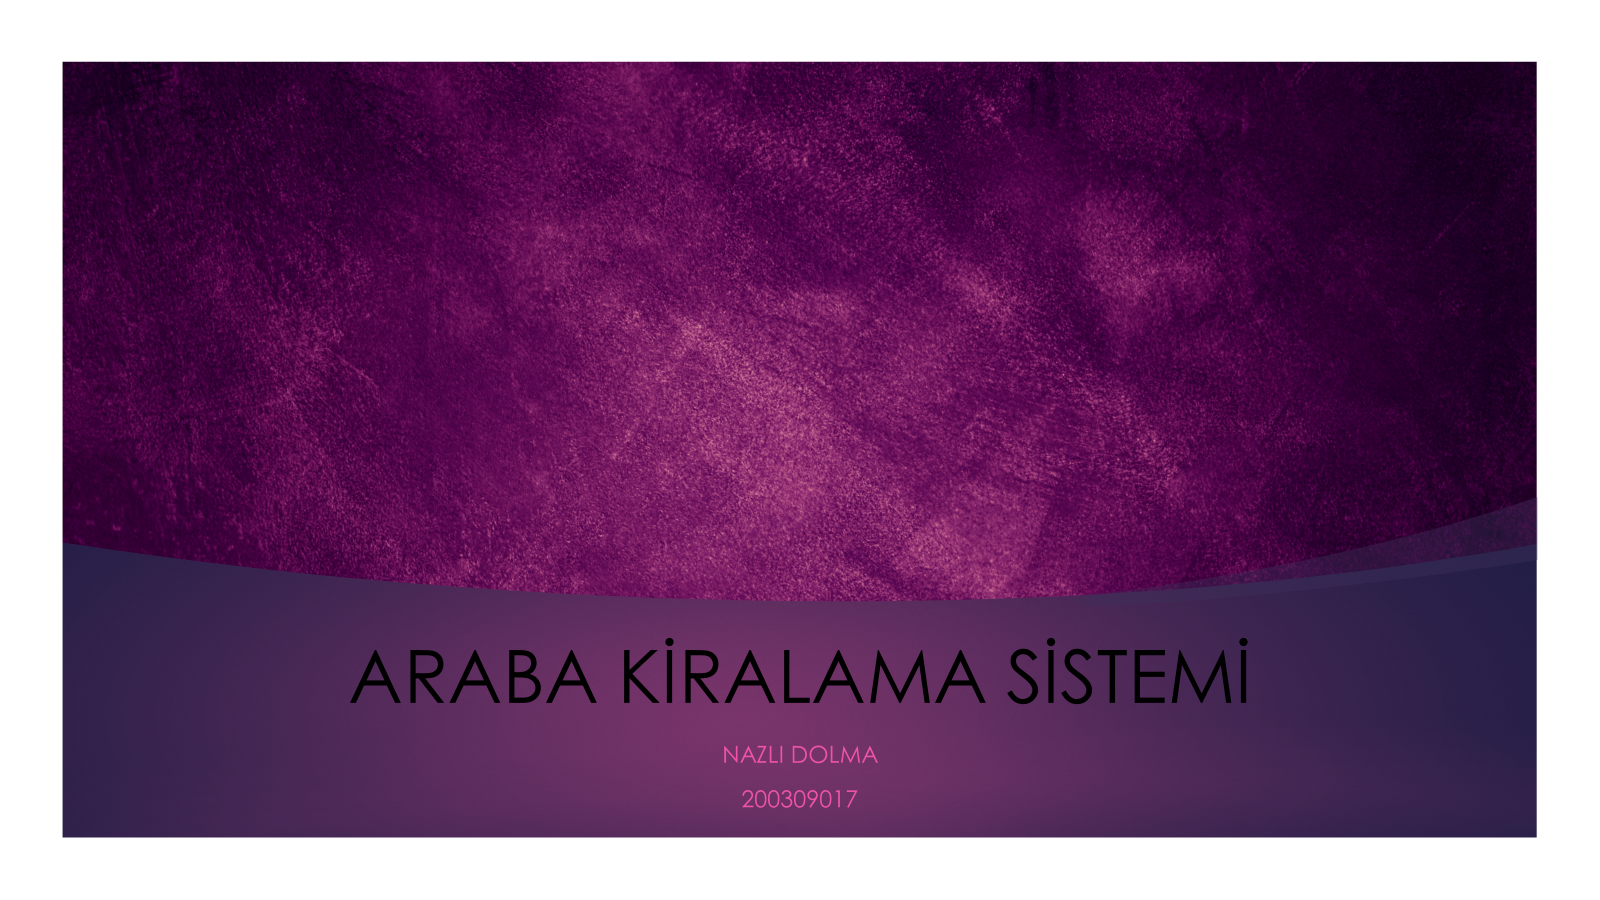 ARABA KİRALAMA SİSTEMİ
NAZLI DOLMA
200309017